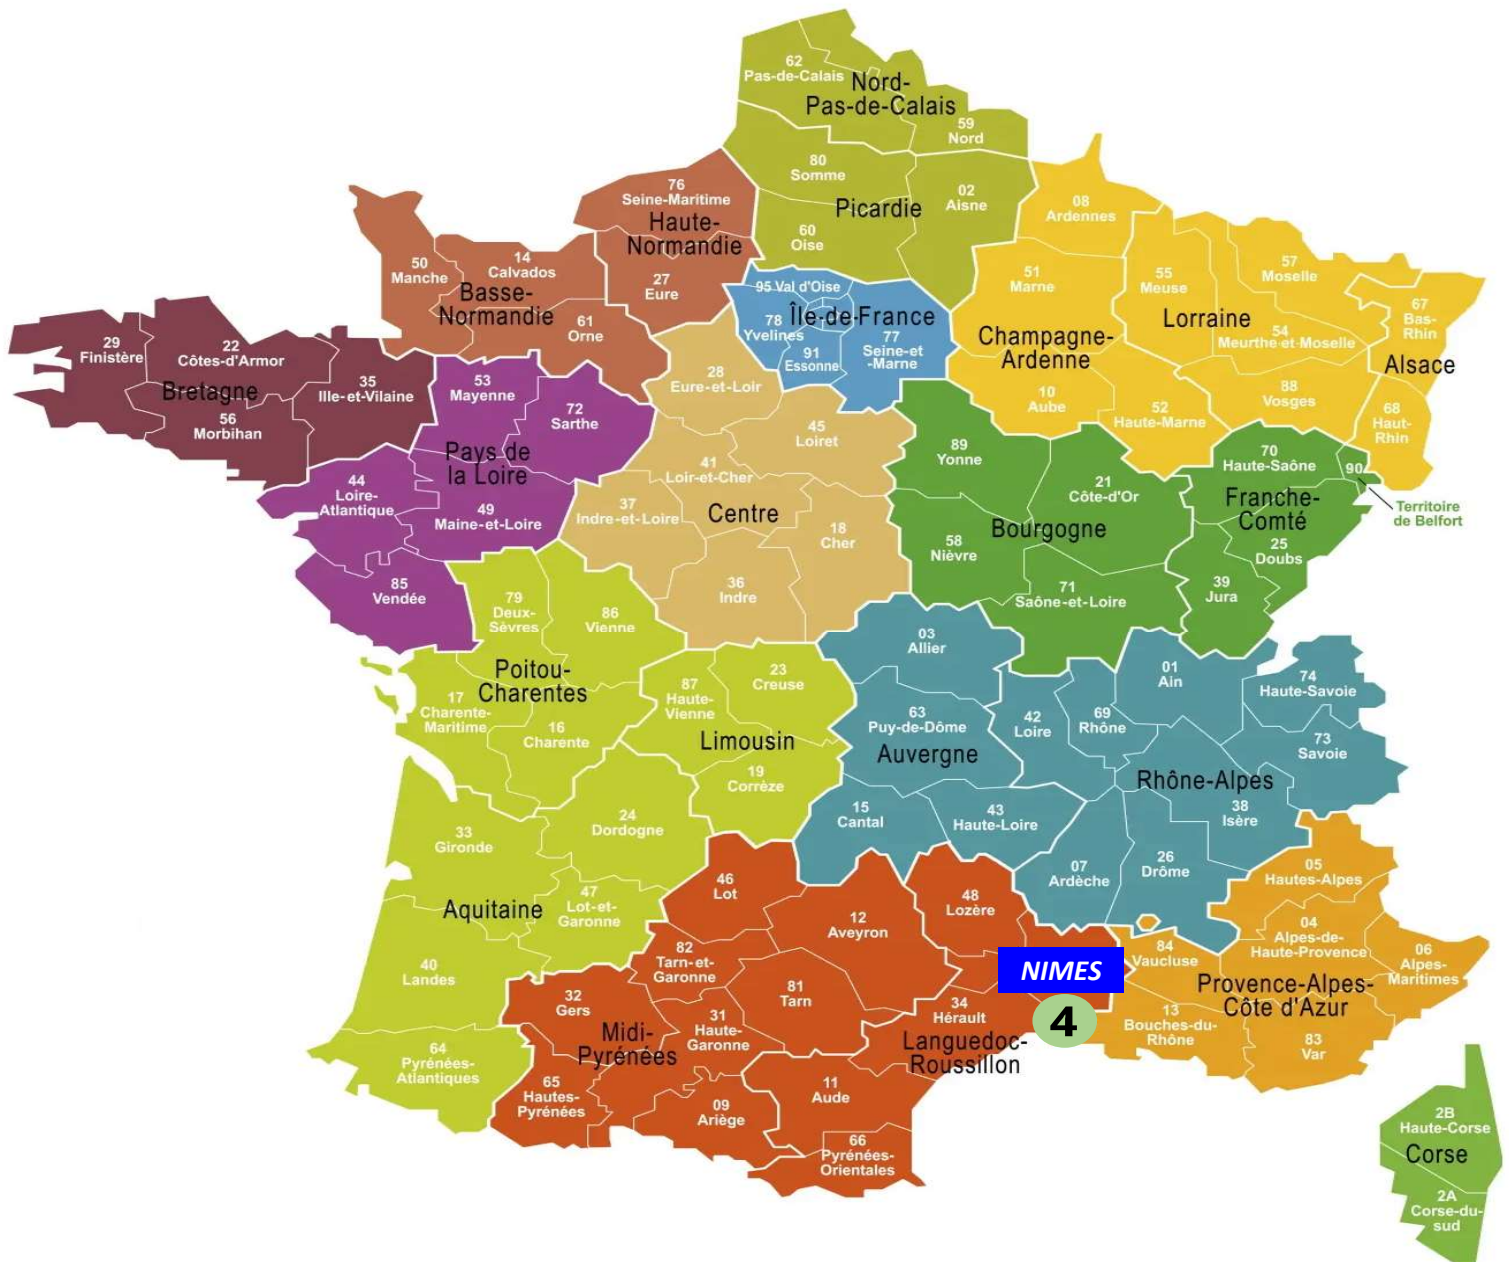 62
Pas-de-Calais
Nord-
Pas-de-Calais
59
Nord
80
Somme
02
Aisne
Picardie
60
Oise
76
Seine-Maritime
Haute-
Normandie
27
Eure
50
Manche
14
Calvados
Basse-
Normandie
61
Orne
08
Ardennes
51
Marne
Champagne-
Ardenne
10
Aube
52
Haute-Marne
55
Meuse
57
Moselle
Lorraine
54
Meurthe et Moselle
88
Vosges
67
Bas-
Rhin
Alsace
68
Haut-
Rhin
95 Val d'Oise
Île-de-France
78
Yvelines
91
Essonne
77
Seine-et
-Marne
29
Finistère
22
Côtes-d'Armor
Bretagne
35
Ille-et-Vilaine
56
Morbihan
53
Mayenne
72
Sarthe
Pays de
la Loire
44
Loire-
Atlantique
49
Maine-et-Loire
85
Vendée
28
Eure-et-Loir
45
Loiret
41
Loir-et-Cher
37
Indre-et-Loire
Centre
18
Cher
36
Indre
89
Yonne
21
Côte-d'Or
Bourgogne
58
Nièvre
71
Saône-et-Loire
70
Haute-Saône
90
Territoire
de Belfort
Franche-
Comté
25
Doubs
39
Jura
79
Deux-
Sèvres
86
Vienne
Poitou-
Charentes
17
Charente-
Maritime
16
Charente
87
Haute-
Vienne
23
Creuse
Limousin
19
Corrèze
03
Allier
63
Puy-de-Dôme
Auvergne
15
Cantal
43
Haute-Loire
42
Loire
69
Rhône
01
Ain
74
Haute-Savoie
73
Savoie
Rhône-Alpes
38
Isère
07
Ardèche
26
Drôme
33
Gironde
24
Dordogne
47
Lot-et-
Garonne
Aquitaine
40
Landes
64
Pyrénées-
Atlantiques
46
Lot
12
Aveyron
82
Tarn-et-
Garonne
81
Tarn
32
Gers
31
Haute-
Garonne
Midi-
Pyrénées
65
Hautes-
Pyrénées
09
Ariège
48
Lozère
NIMES
4
34
Hérault
Languedoc-
Roussillon
11
Aude
66
Pyrénées-
Orientales
05
Hautes-Alpes
04
Alpes-de-
Haute-Provence
06
Alpes-
Maritimes
84
Vaucluse
Provence-Alpes-
Côte d'Azur
13
Bouches-du-
Rhône
83
Var
2B
Haute-Corse
Corse
2A
Corse-du-
sud